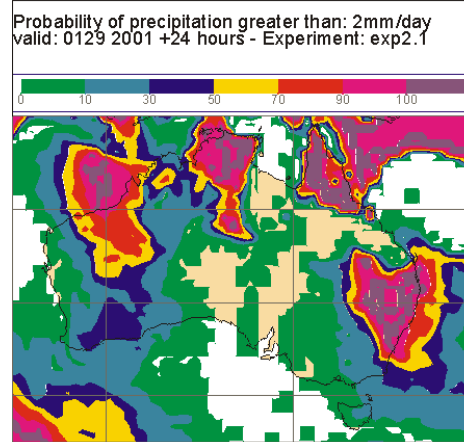 Probability of precipitation greater than: 2mm/day
valid: 0129 2001 +24 hours - Experiment: exp2.1
0 10 30 50 70 90 100